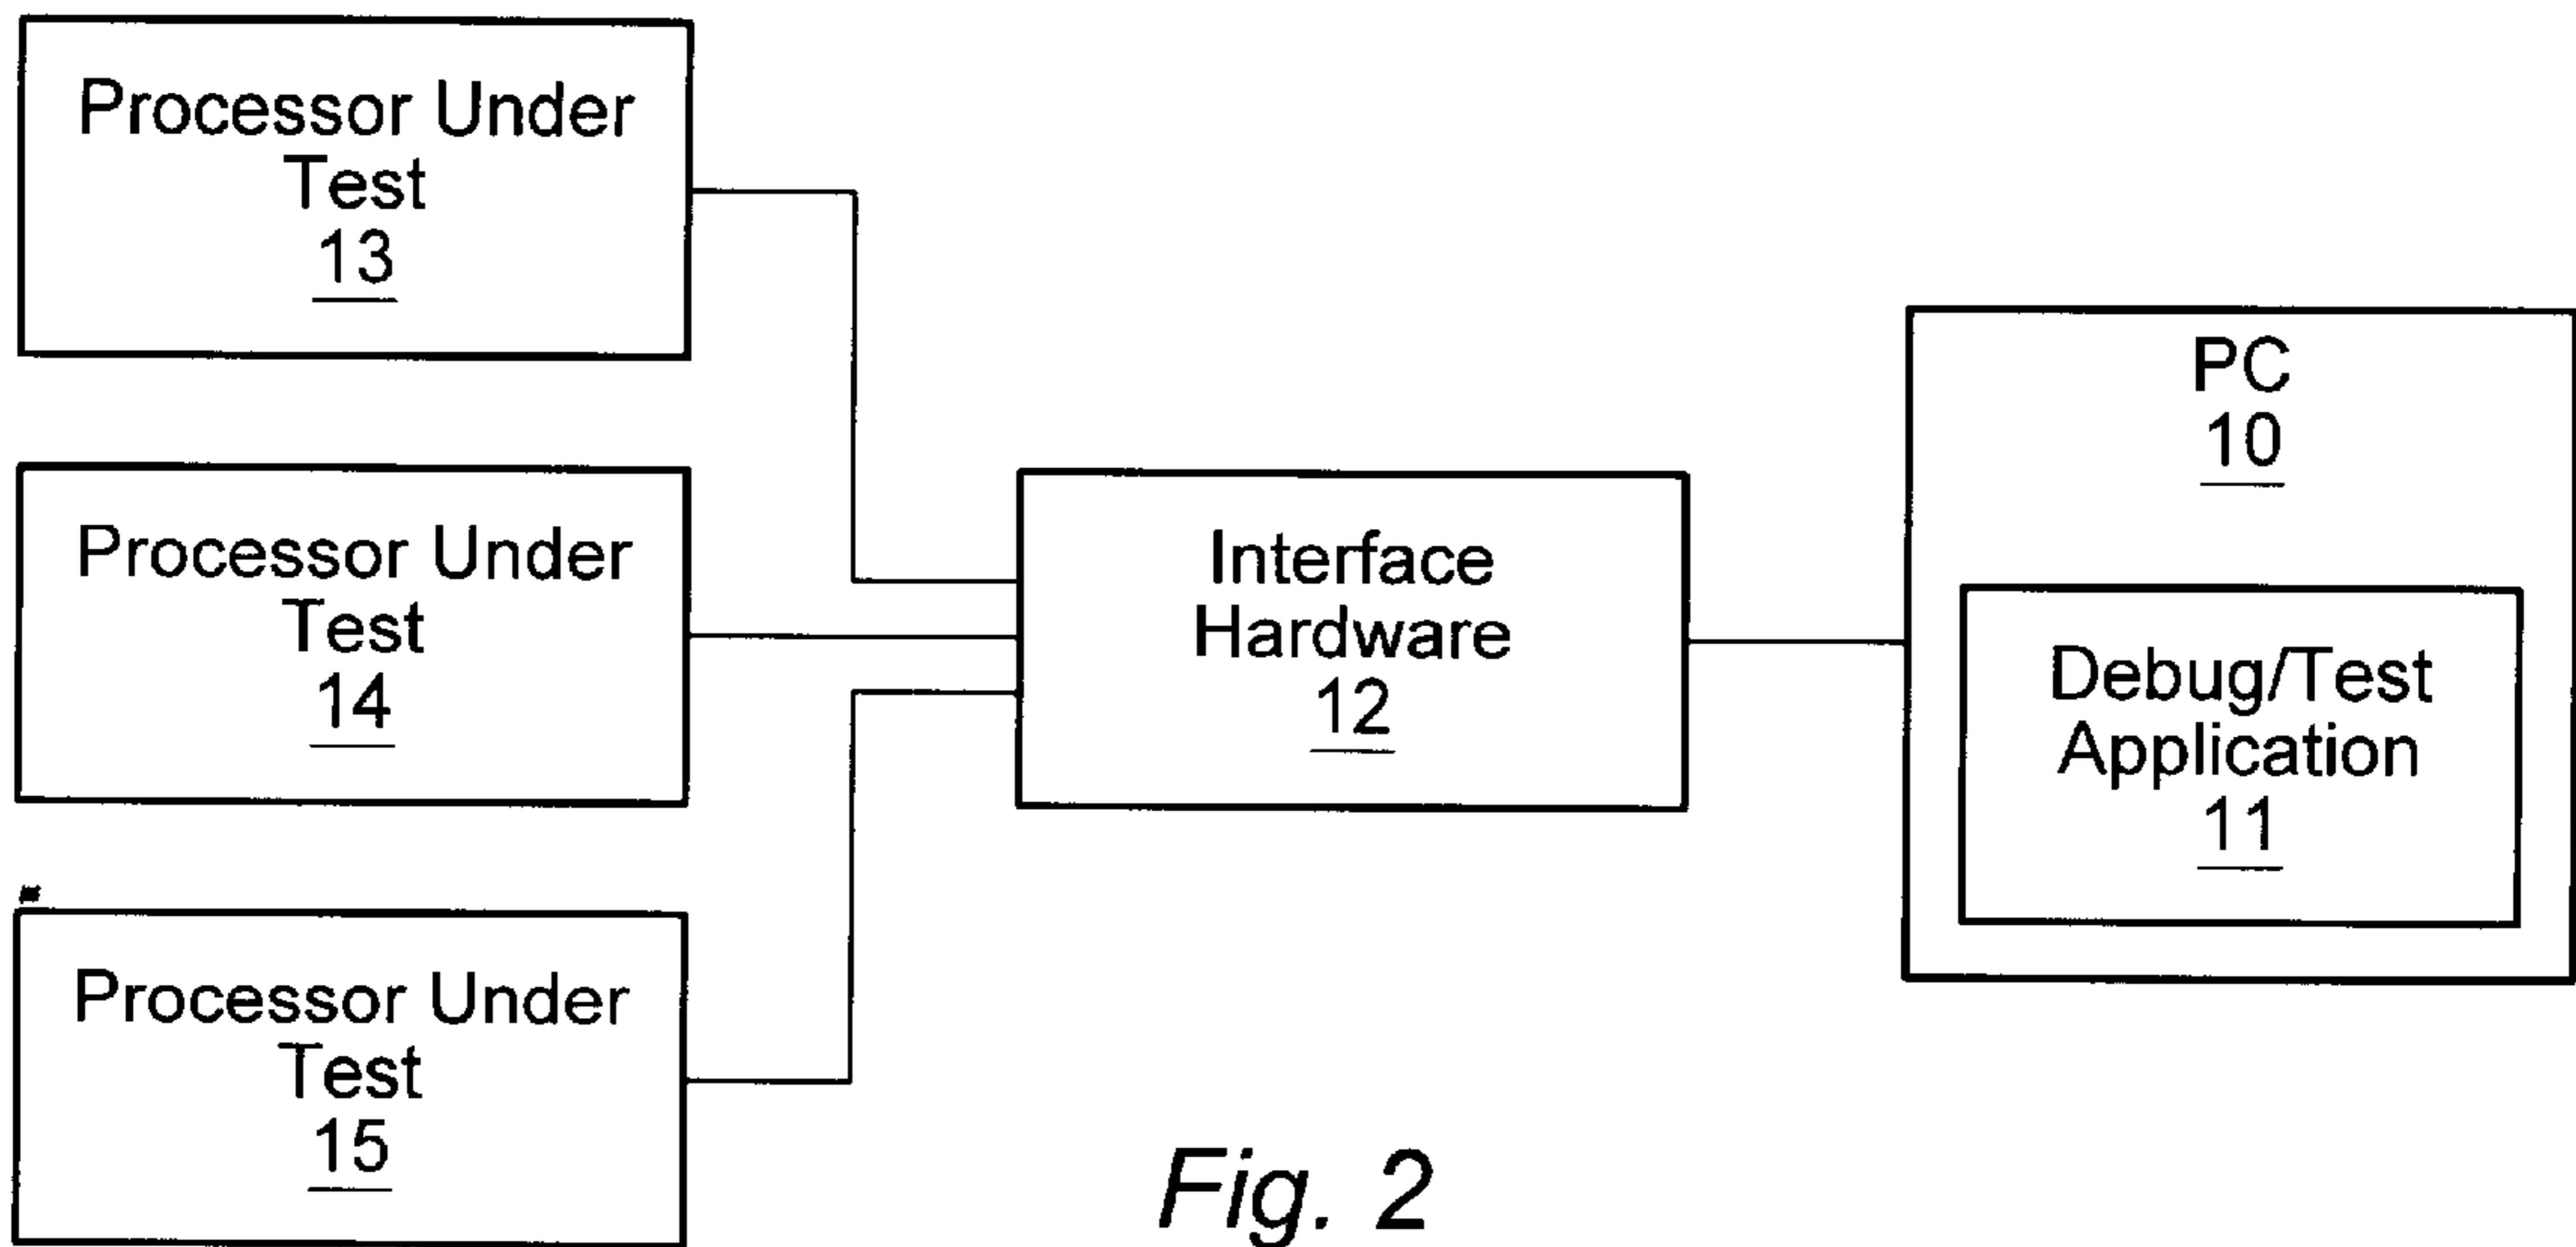 Processor Under
Test
13
Processor Under
Test
14
Processor Under
Test
15
Interface
Hardware
12
PC
10
Debug/Test
Application
11
Fig. 2